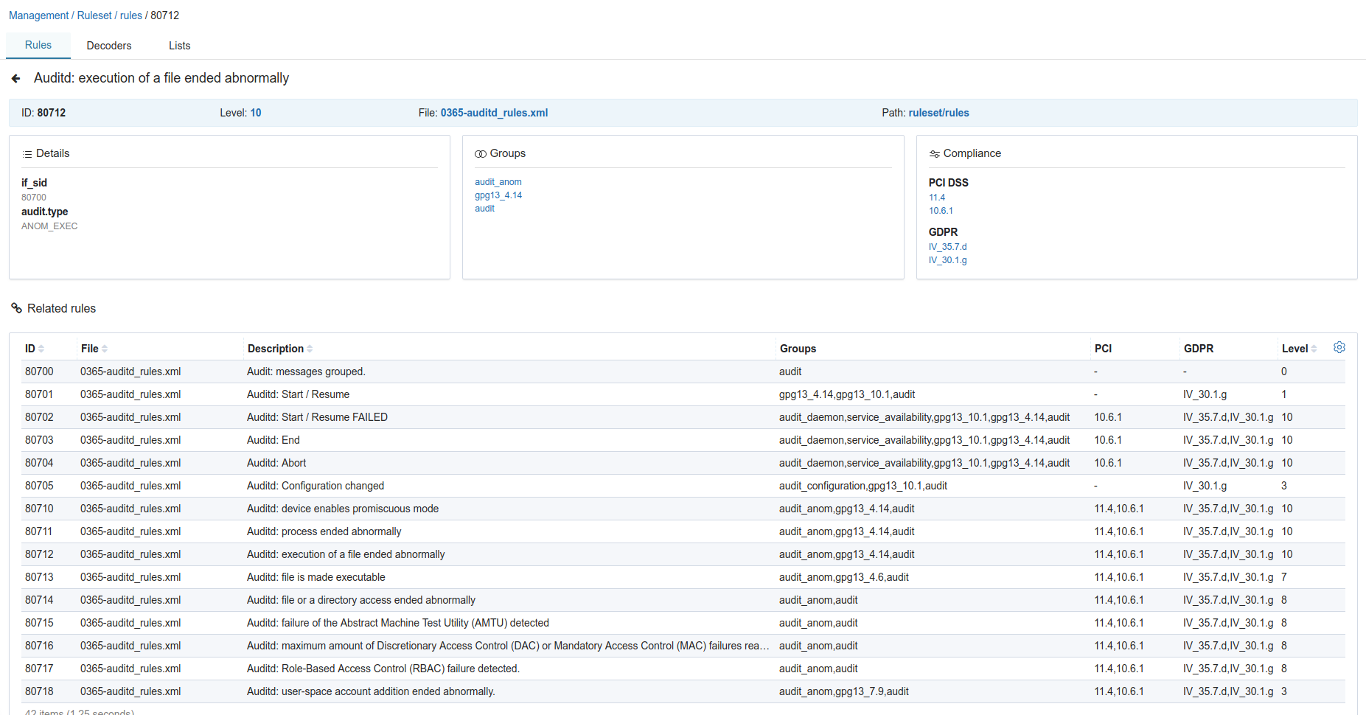 Management / Ruleset / rules / 80712
Rules Decoders Lists
Auditd: execution of a file ended abnormally
ID: 80712 Level: 10 File: 0365-auditd_rules.xml Path: ruleset/rules
Details
if_sid
80700
audit.type
ANOM_EXEC
Groups
audit_anom
gpg13_4.14
audit
Compliance
PCI DSS
11.4
10.6.1
GDPR
IV_35.7.d
IV_30.1.g
Related rules
ID File Description Groups PCI GDPR Level
80700 0365-auditd_rules.xml Audit: messages grouped. audit - - 0
80701 0365-auditd_rules.xml Auditd: Start / Resume gpg13_4.14,gpg13_10.1,audit - IV_30.1.g 1
80702 0365-auditd_rules.xml Auditd: Start / Resume FAILED audit_daemon,service_availability,gpg13_10.1,gpg13_4.14,audit 10.6.1 IV_35.7.d,IV_30.1.g 10
80703 0365-auditd_rules.xml Auditd: End audit_daemon,service_availability,gpg13_10.1,gpg13_4.14,audit 10.6.1 IV_35.7.d,IV_30.1.g 10
80704 0365-auditd_rules.xml Auditd: Abort audit_daemon,service_availability,gpg13_10.1,gpg13_4.14,audit 10.6.1 IV_35.7.d,IV_30.1.g 10
80705 0365-auditd_rules.xml Auditd: Configuration changed audit_configuration,gpg13_10.1,audit - IV_30.1.g 3
80710 0365-auditd_rules.xml Auditd: device enables promiscuous mode audit_anom,gpg13_4.14,audit 11.4,10.6.1 IV_35.7.d,IV_30.1.g 10
80711 0365-auditd_rules.xml Auditd: process ended abnormally audit_anom,gpg13_4.14,audit 11.4,10.6.1 IV_35.7.d,IV_30.1.g 10
80712 0365-auditd_rules.xml Auditd: execution of a file ended abnormally audit_anom,gpg13_4.14,audit 11.4,10.6.1 IV_35.7.d,IV_30.1.g 10
80713 0365-auditd_rules.xml Auditd: file is made executable audit_anom,gpg13_4.6,audit 11.4,10.6.1 IV_35.7.d,IV_30.1.g 7
80714 0365-auditd_rules.xml Auditd: file or a directory access ended abnormally audit_anom,audit 11.4,10.6.1 IV_35.7.d,IV_30.1.g 8
80715 0365-auditd_rules.xml Auditd: failure of the Abstract Machine Test Utility (AMTU) detected audit_anom,audit 11.4,10.6.1 IV_35.7.d,IV_30.1.g 8
80716 0365-auditd_rules.xml Auditd: maximum amount of Discretionary Access Control (DAC) or Mandatory Access Control (MAC) failures rea... audit_anom,audit 11.4,10.6.1 IV_35.7.d,IV_30.1.g 8
80717 0365-auditd_rules.xml Auditd: Role-Based Access Control (RBAC) failure detected. audit_anom,audit 11.4,10.6.1 IV_35.7.d,IV_30.1.g 8
80718 0365-auditd_rules.xml Auditd: user-space account addition ended abnormally. audit_anom,gpg13_7.9,audit 11.4,10.6.1 IV_35.7.d,IV_30.1.g 3
42 items (1.25 seconds)